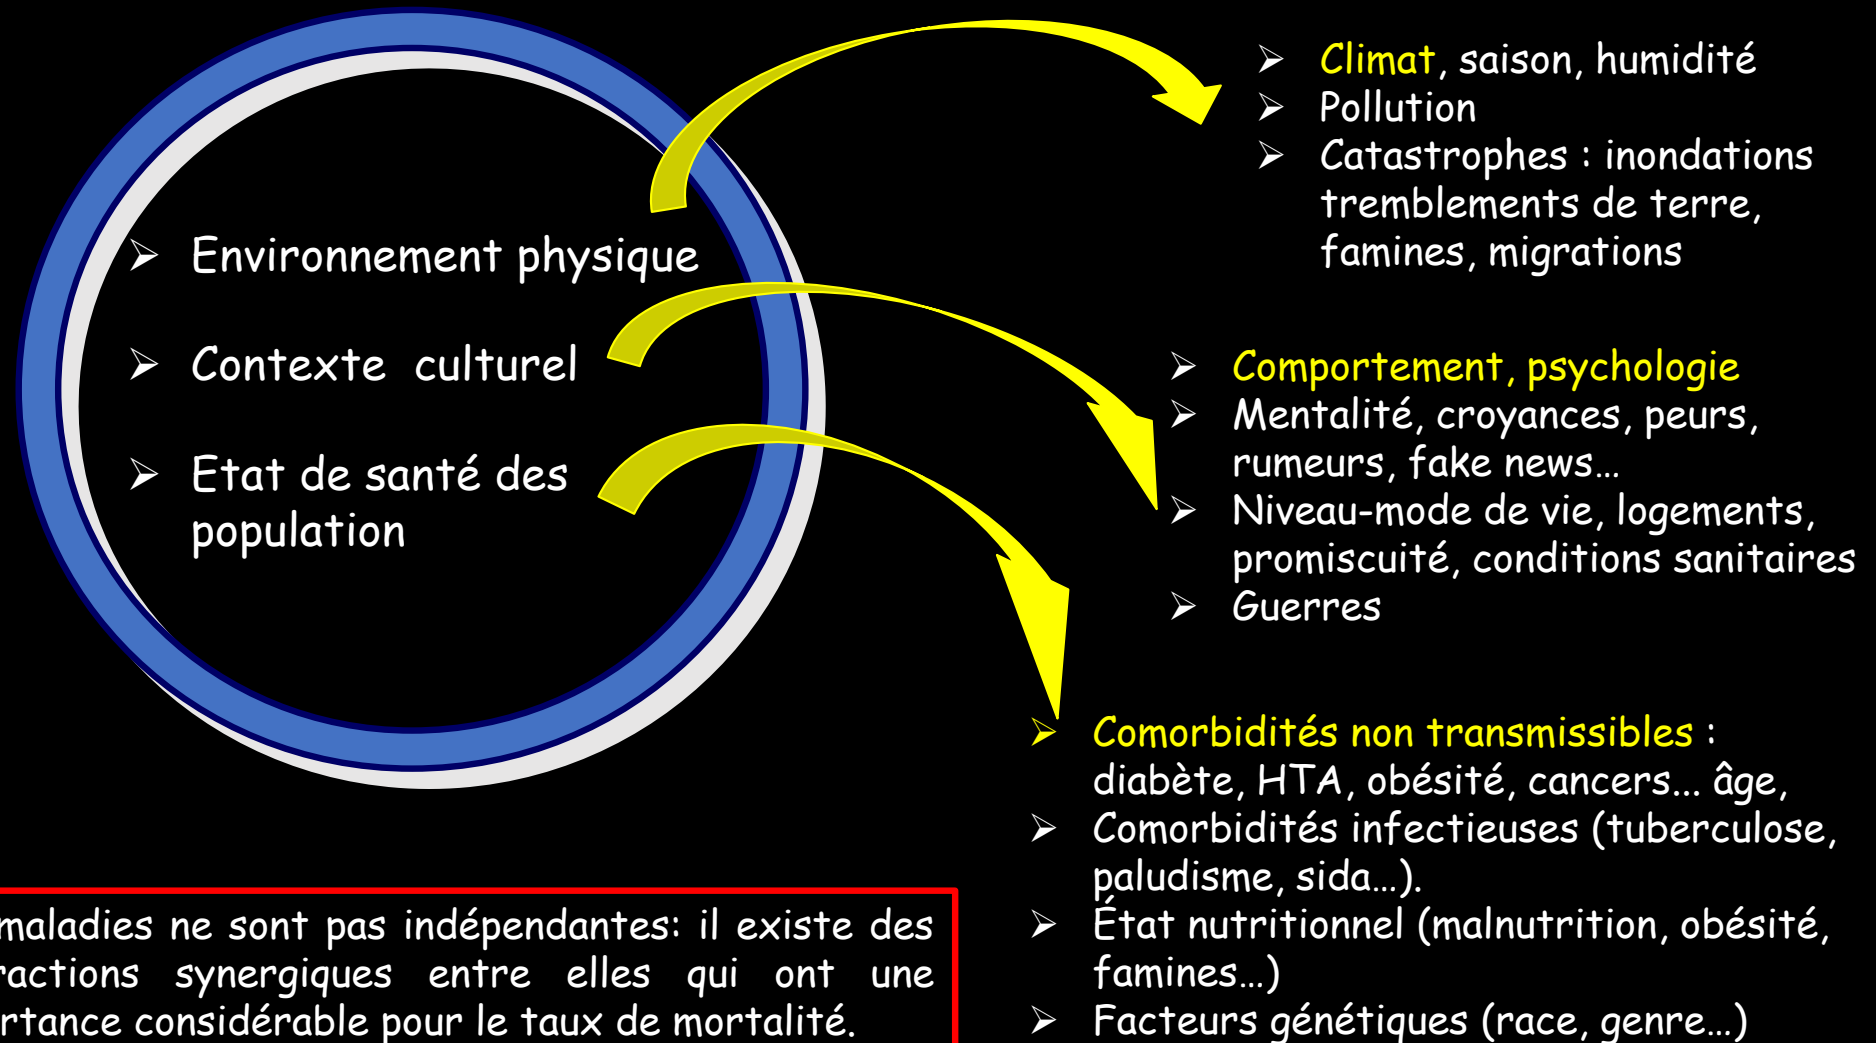 ➢ Environnement physique
➢ Contexte culturel
➢ Etat de santé des
population
➢ Climat, saison, humidité
➢ Pollution
➢ Catastrophes : inondations
tremblements de terre,
famines, migrations
➢ Comportement, psychologie
➢ Mentalité, croyances, peurs,
rumeurs, fake news…
➢ Niveau-mode de vie, logements,
promiscuité, conditions sanitaires
➢ Guerres
➢ Comorbidités non transmissibles :
diabète, HTA, obésité, cancers... âge,
➢ Comorbidités infectieuses (tuberculose,
paludisme, sida…).
➢ État nutritionnel (malnutrition, obésité,
famines…)
➢ Facteurs génétiques (race, genre…)
maladies ne sont pas indépendantes: il existe des
ractions synergiques entre elles qui ont une
rtance considérable pour le taux de mortalité.